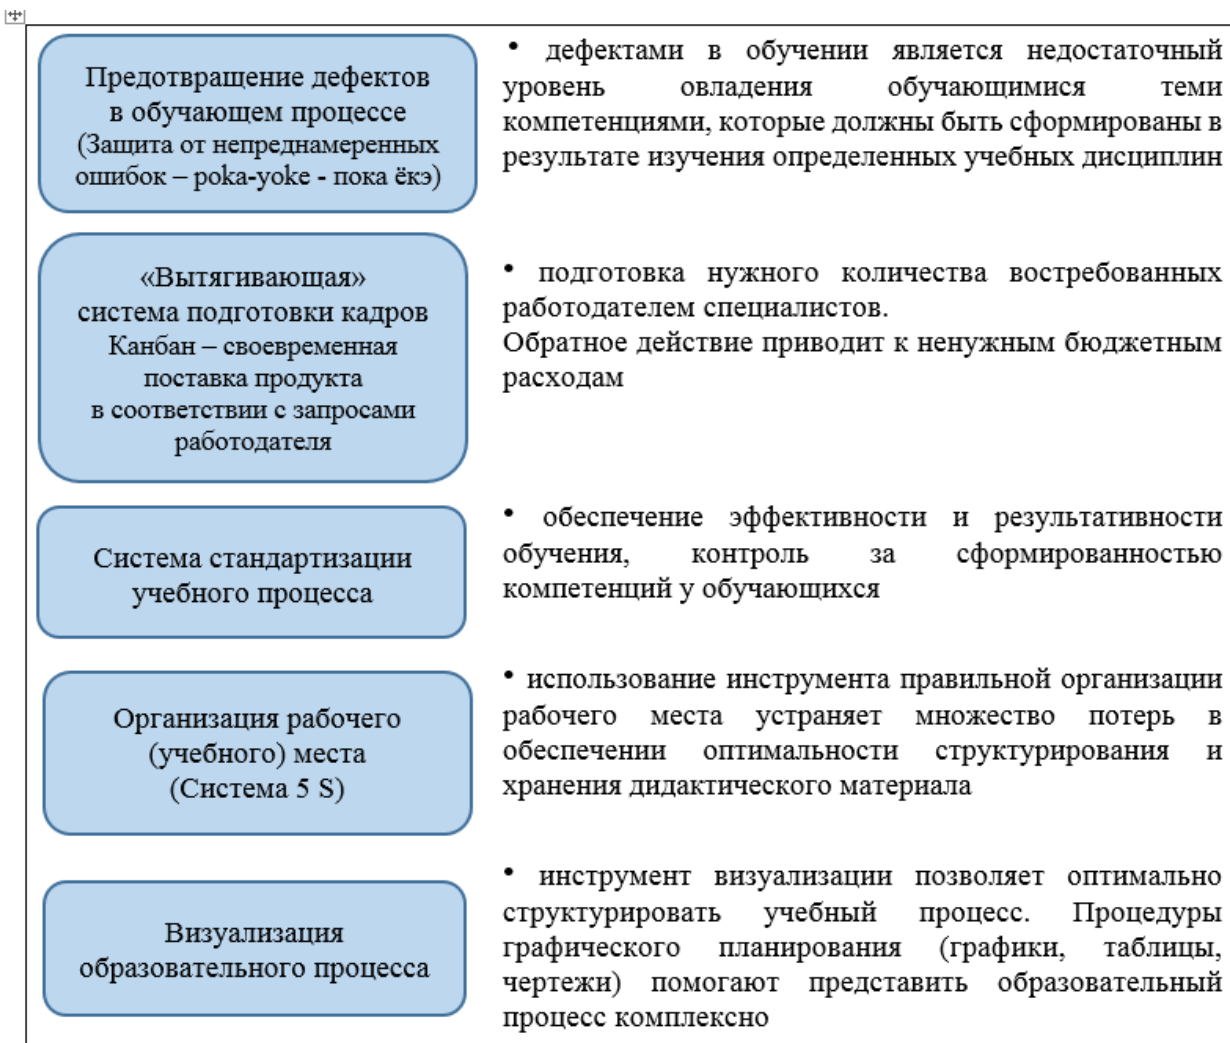 Предотвращение дефектов
в обучающем процессе
(Защита от непреднамеренных
ошибок – poka-yoke - пока ёкэ)
• дефектами в обучении является недостаточный
уровень овладения обучающимися теми
компетенциями, которые должны быть сформированы в
результате изучения определенных учебных дисциплин
«Вытягивающая»
система подготовки кадров
Канбан – своевременная
поставка продукта
в соответствии с запросами
работодателя
• подготовка нужного количества востребованных
работодателем специалистов.
Обратное действие приводит к ненужным бюджетным
расходам
Система стандартизации
учебного процесса
• обеспечение эффективности и результативности
обучения, контроль за сформированностью
компетенций у обучающихся
Организация рабочего
(учебного) места
(Система 5 S)
• использование инструмента правильной организации
рабочего места устраняет множество потерь в
обеспечении оптимальности структурирования и
хранения дидактического материала
Визуализация
образовательного процесса
• инструмент визуализации позволяет оптимально
структурировать учебный процесс. Процедуры
графического планирования (графики, таблицы,
чертежи) помогают представить образовательный
процесс комплексно